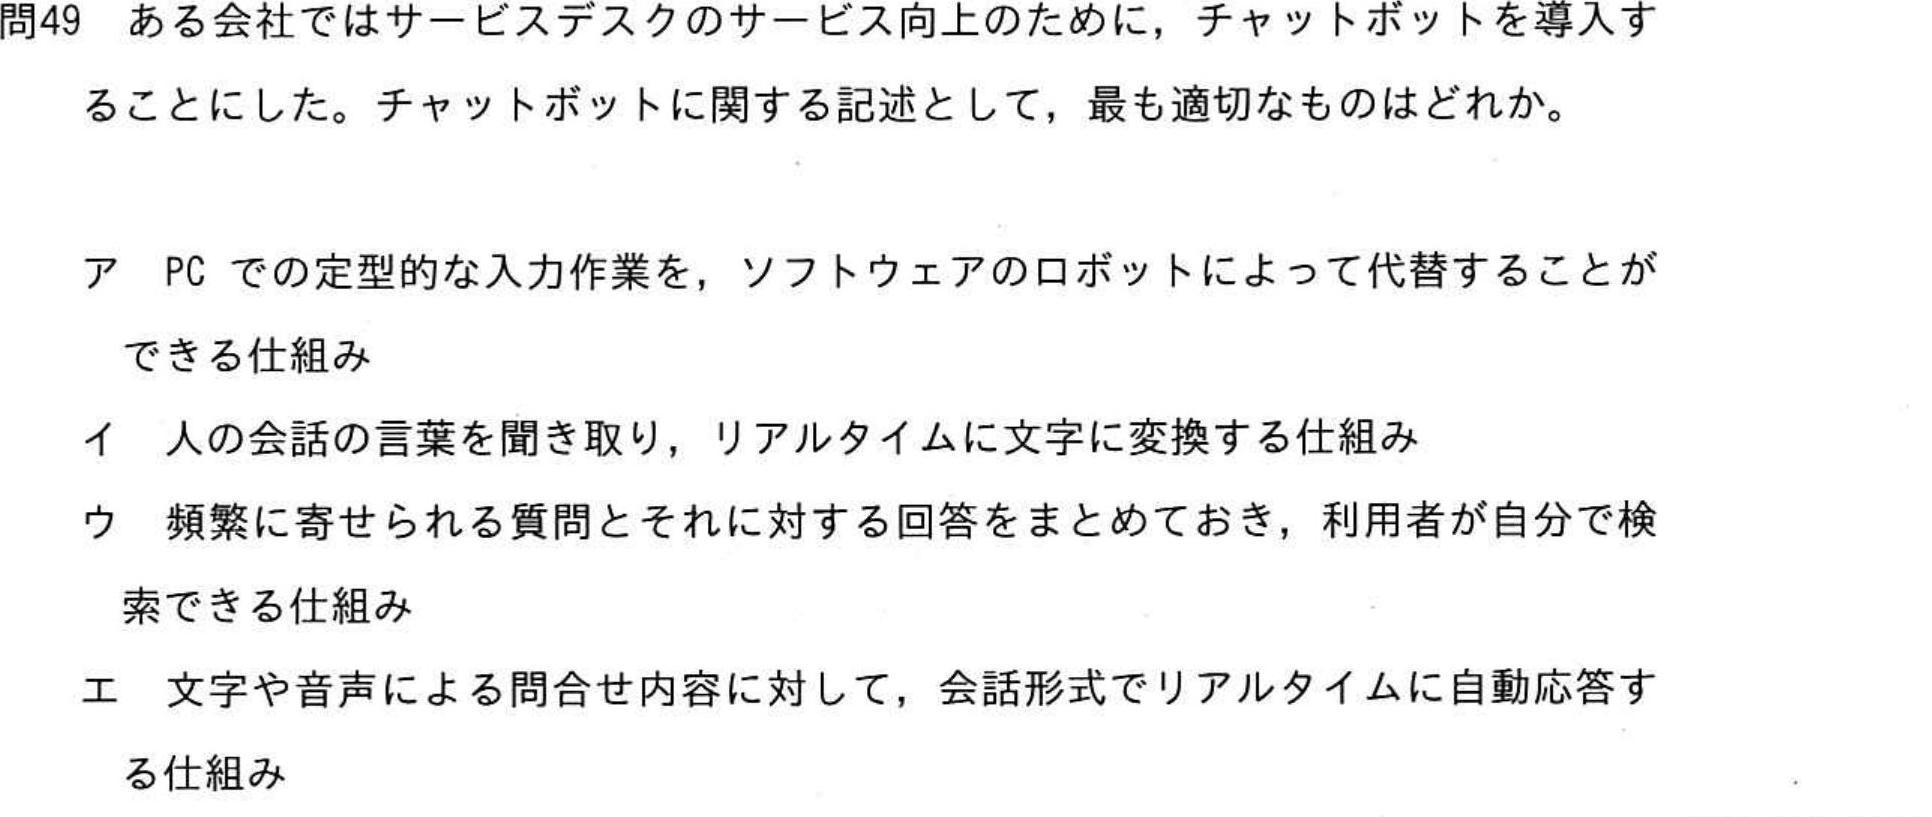 問49　ある会社ではサービスデスクのサービス向上のために，チャットボットを導入す
ることにした。チャットボットに関する記述として，最も適切なものはどれか。
ア　PC での定型的な入力作業を，ソフトウェアのロボットによって代替することが
できる仕組み
イ　人の会話の言葉を聞き取り，リアルタイムに文字に変換する仕組み
ウ　頻繁に寄せられる質問とそれに対する回答をまとめておき，利用者が自分で検
索できる仕組み
エ　文字や音声による問合せ内容に対して，会話形式でリアルタイムに自動応答す
る仕組み